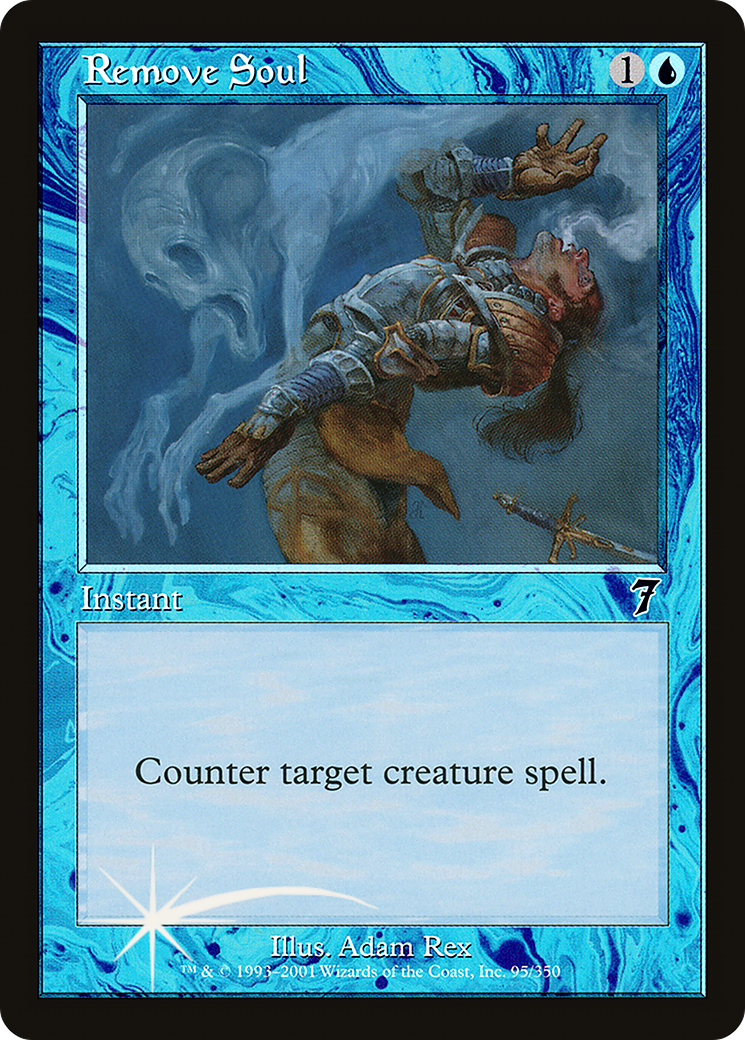 Remove Soul 1
Instant 7
Counter target creature spell.
Illus. Adam Rex
™ & © 1993–2001 Wizards of the Coast, Inc. 95/350